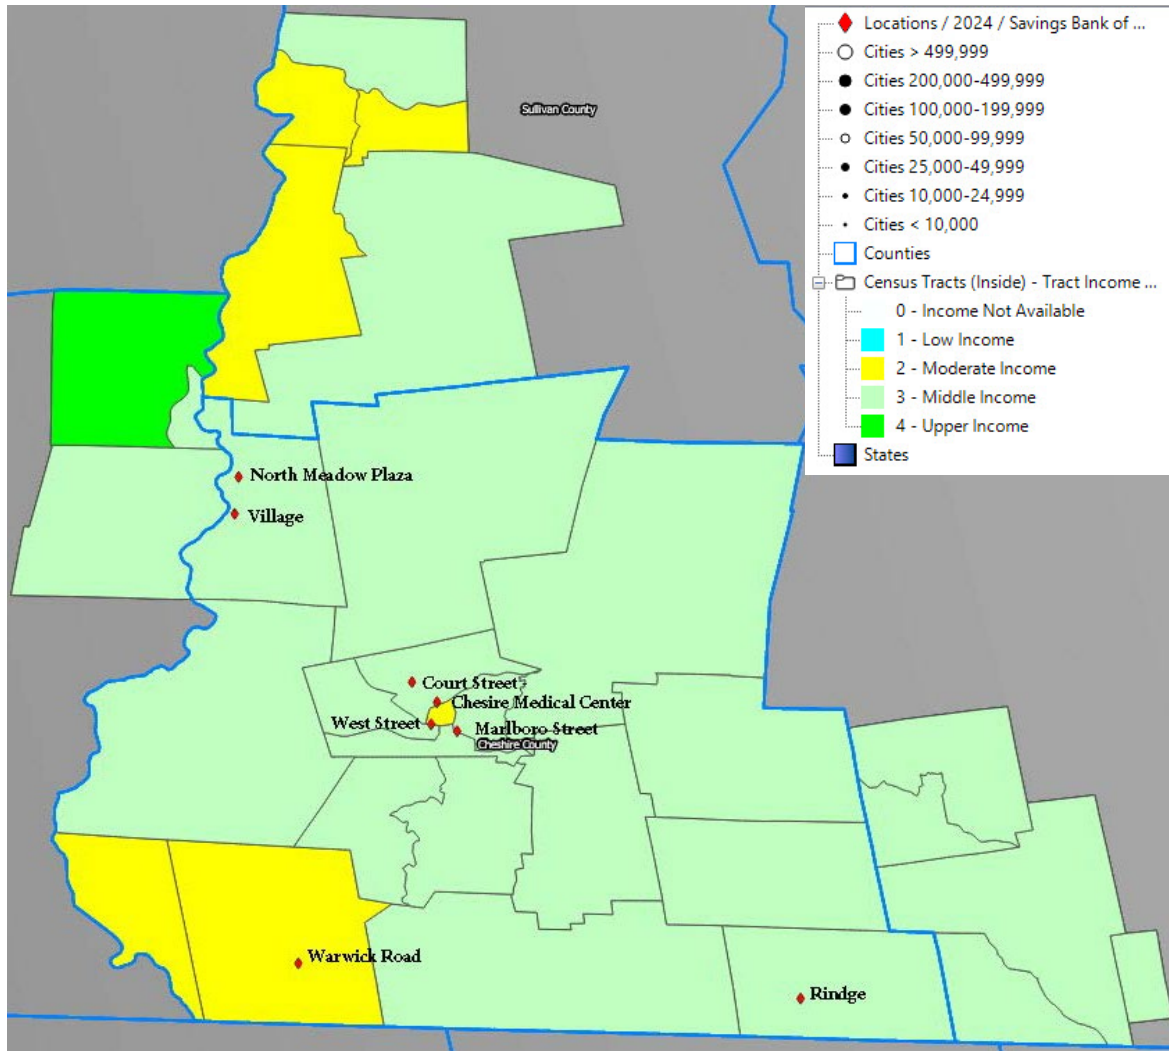 Locations / 2024 / Savings Bank of ...
Cities > 499,999
Cities 200,000-499,999
Cities 100,000-199,999
Cities 50,000-99,999
Cities 25,000-49,999
Cities 10,000-24,999
Cities < 10,000
Counties
Census Tracts (Inside) - Tract Income ...
0 - Income Not Available
1 - Low Income
2 - Moderate Income
3 - Middle Income
4 - Upper Income
States
Sullivan County
North Meadow Plaza
Village
Court Street
Chesire Medical Center
West Street
Marlboro Street
Cheshire County
Warwick Road
Rindge